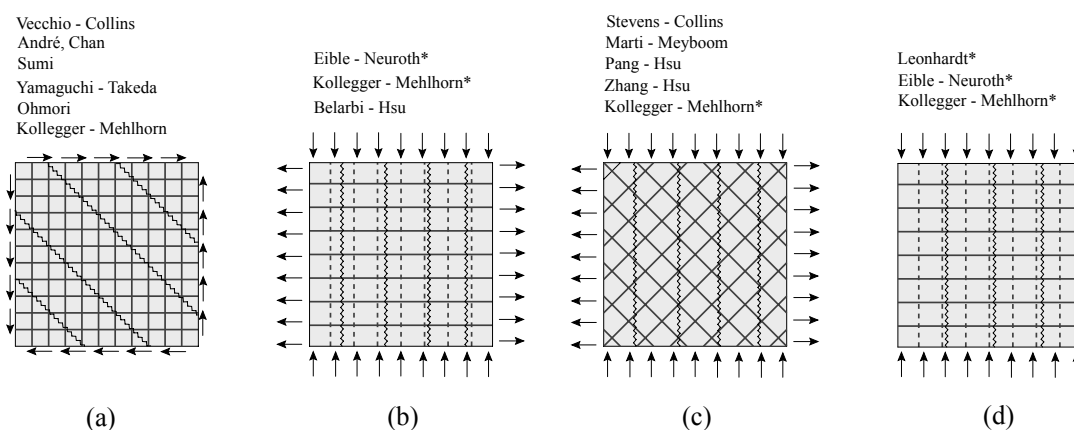 Vecchio - Collins
André, Chan
Sumi
Yamaguchi - Takeda
Ohmori
Kollegger - Mehlhorn
Eible - Neuroth*
Kollegger - Mehlhorn*
Belarbi - Hsu
Stevens - Collins
Marti - Meyboom
Pang - Hsu
Zhang - Hsu
Kollegger - Mehlhorn*
Leonhardt*
Eible - Neuroth*
Kollegger - Mehlhorn*
(a)
(b)
(c)
(d)